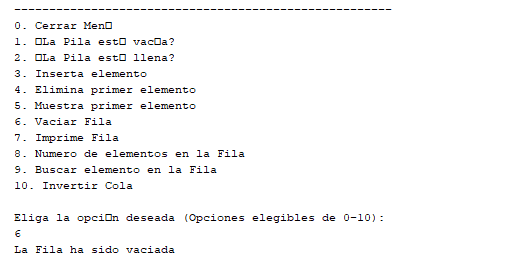 ------------------------------------------------------
0. Cerrar Men□
1. □La Pila est□ vac□a?
2. □La Pila est□ llena?
3. Inserta elemento
4. Elimina primer elemento
5. Muestra primer elemento
6. Vaciar Fila
7. Imprime Fila
8. Numero de elementos en la Fila
9. Buscar elemento en la Fila
10. Invertir Cola
Eliga la opci□n deseada (Opciones elegibles de 0-10):
6
La Fila ha sido vaciada